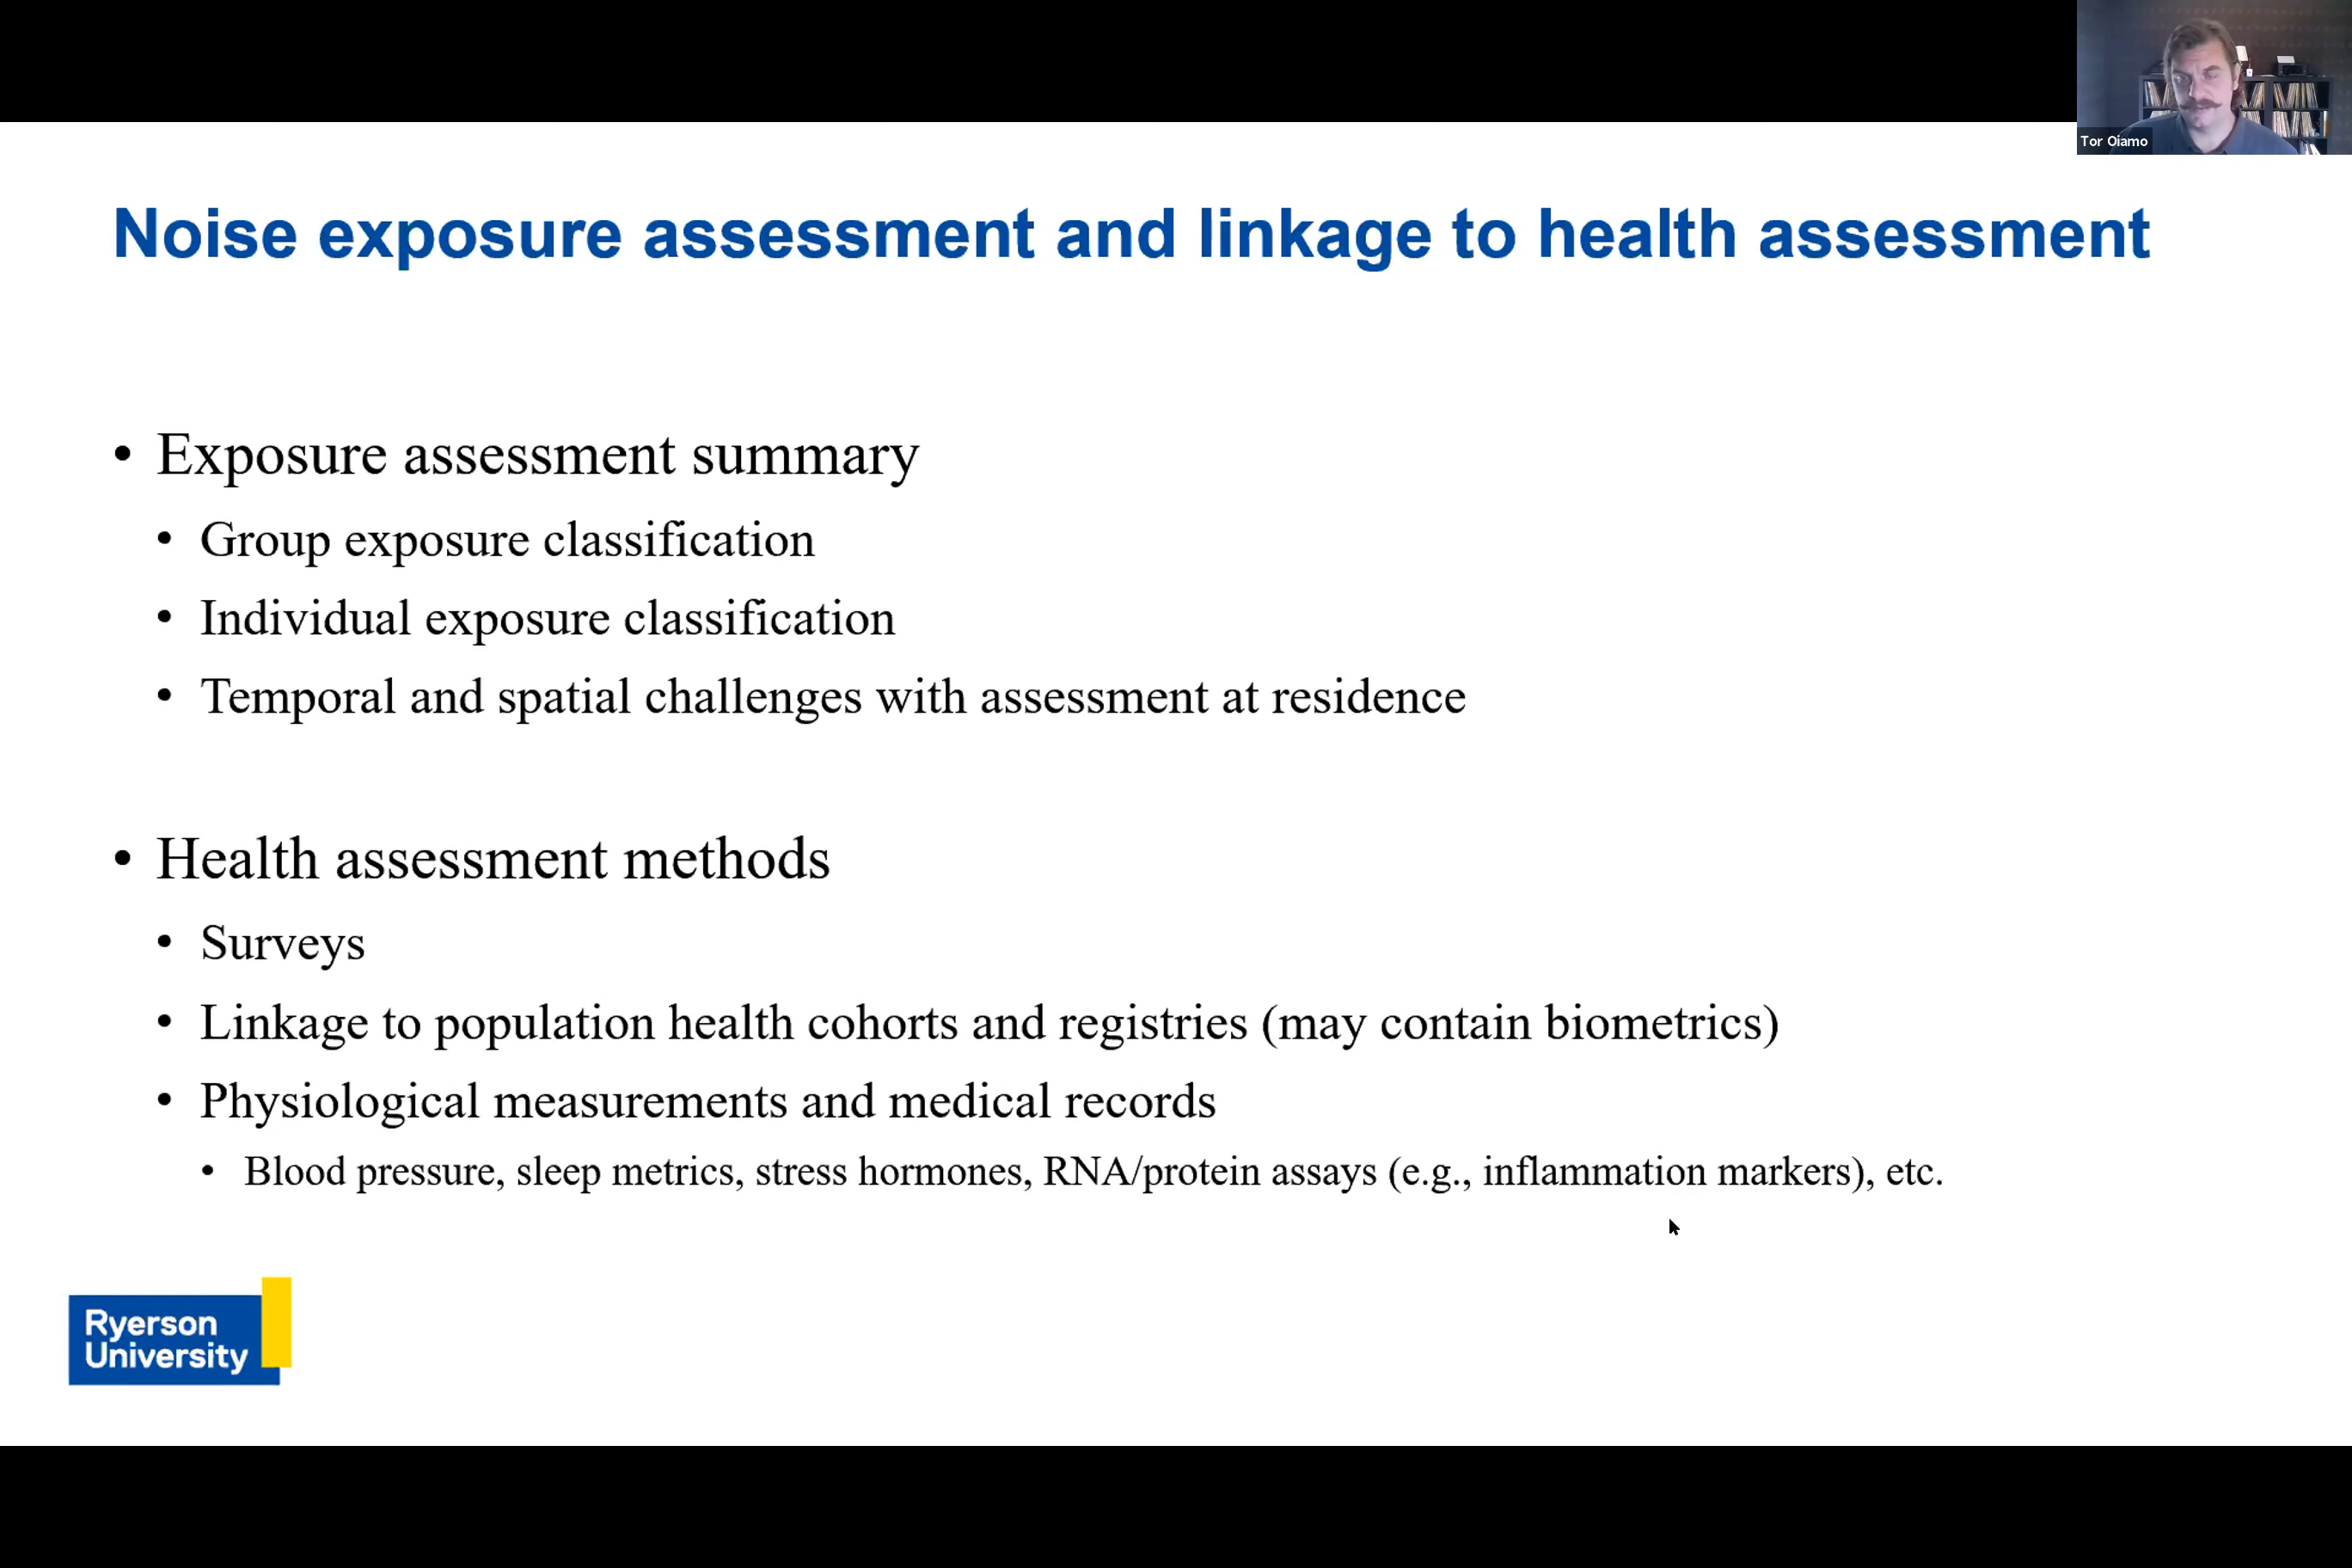 Tor Oiamo
Noise exposure assessment and linkage to health assessment
• Exposure assessment summary
• Group exposure classification
• Individual exposure classification
• Temporal and spatial challenges with assessment at residence
• Health assessment methods
• Surveys
• Linkage to population health cohorts and registries (may contain biometrics)
• Physiological measurements and medical records
• Blood pressure, sleep metrics, stress hormones, RNA/protein assays (e.g., inflammation markers), etc.
Ryerson
University